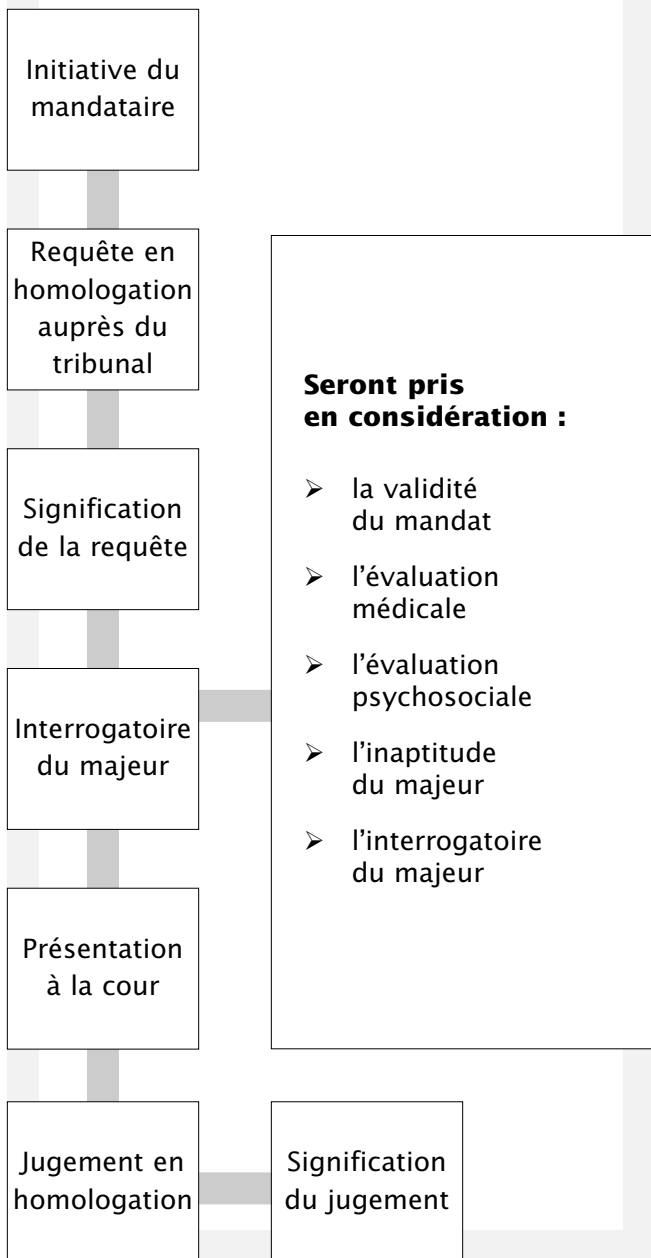 Initiative du
mandataire
Requête en
homologation
auprès du
tribunal
Signification
de la requête
Interrogatoire
du majeur
Seront pris
en considération :
➢ la validité
du mandat
➢ l’évaluation
médicale
➢ l’évaluation
psychosociale
➢ l’inaptitude
du majeur
➢ l’interrogatoire
du majeur
Présentation
à la cour
Jugement en
homologation
Signification
du jugement